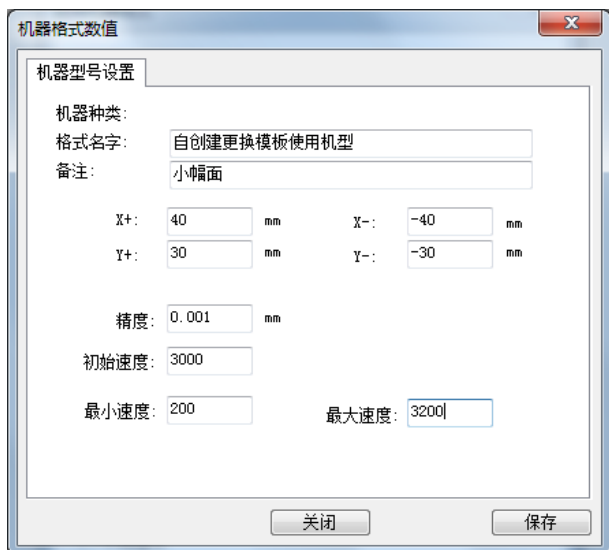 机器格式数值
机器型号设置
机器种类:
格式名字: 自创建更换模板使用机型
备注: 小幅面
X+: 40 mm X-: -40 mm
Y+: 30 mm Y-: -30 mm
精度: 0.001 mm
初始速度: 3000
最小速度: 200 最大速度: 3200
关闭 保存